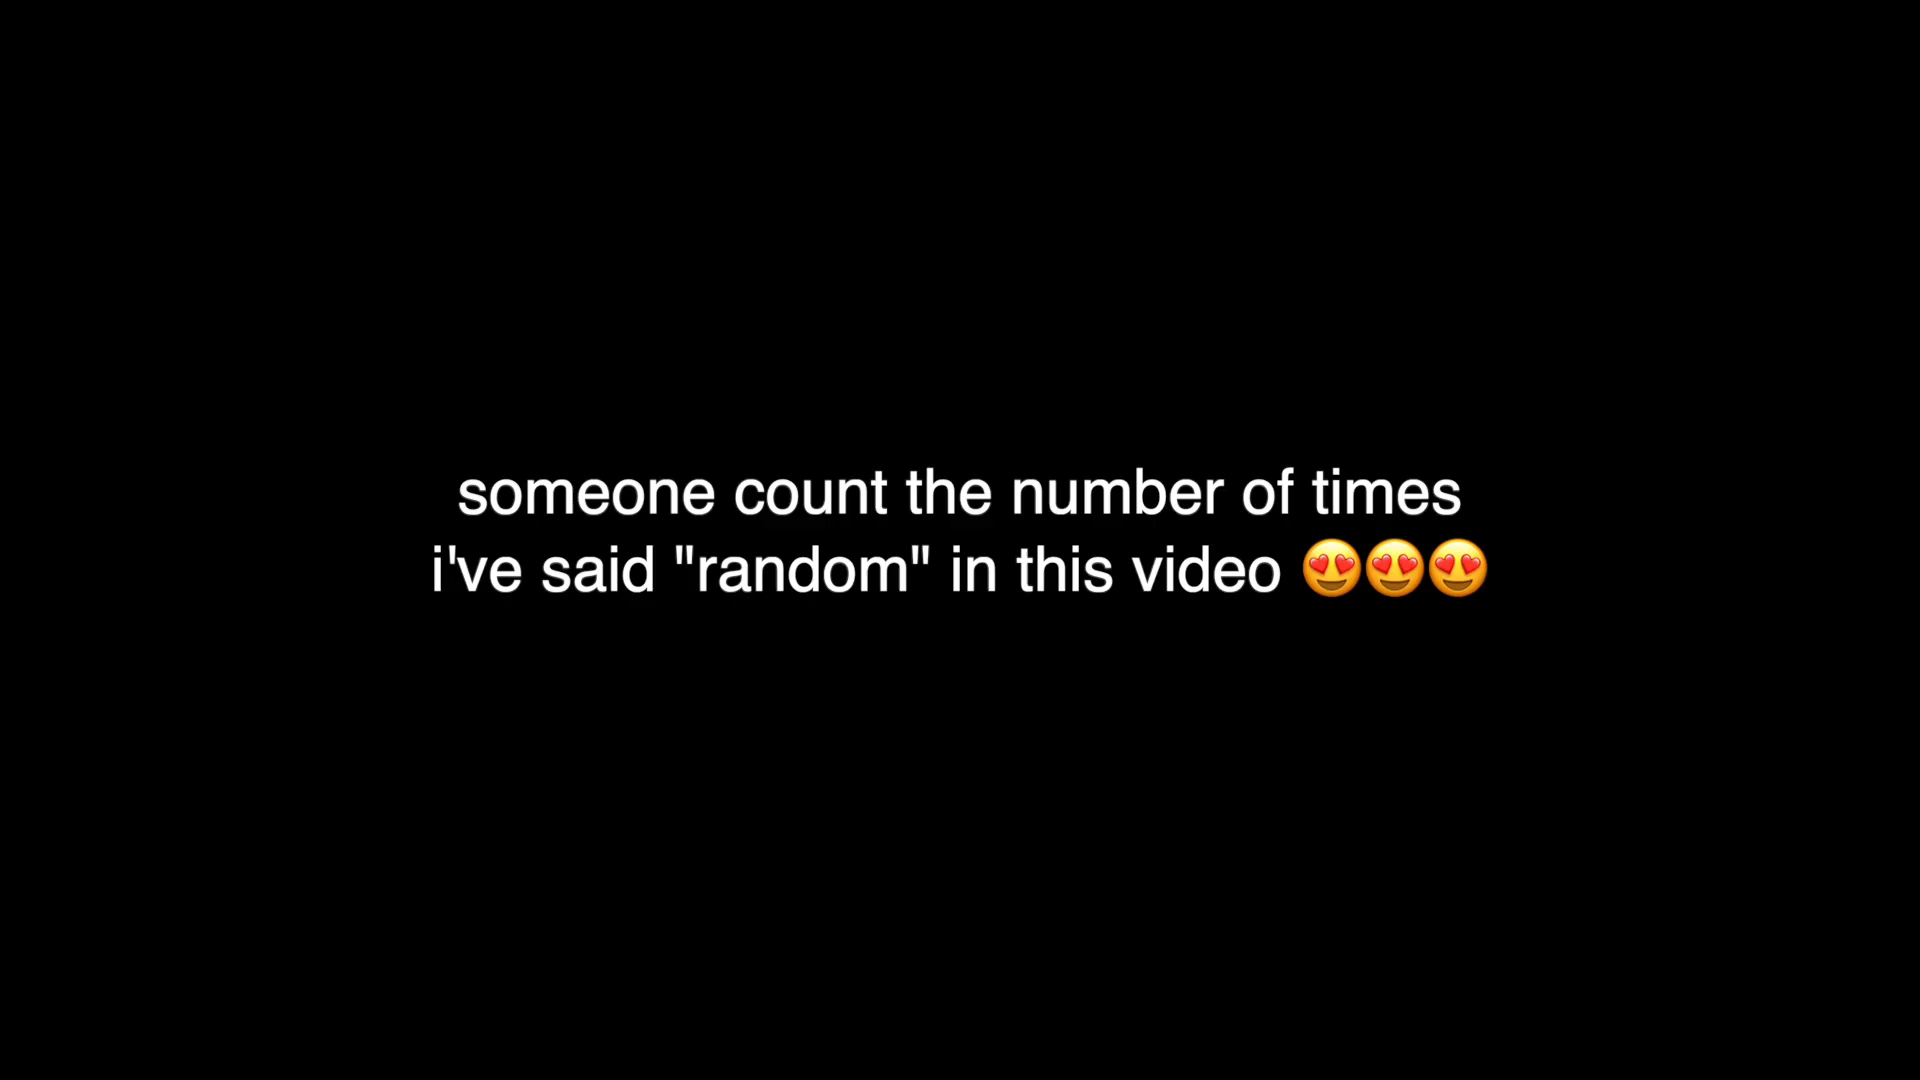 someone count the number of times
i've said "random" in this video 😍😍😍